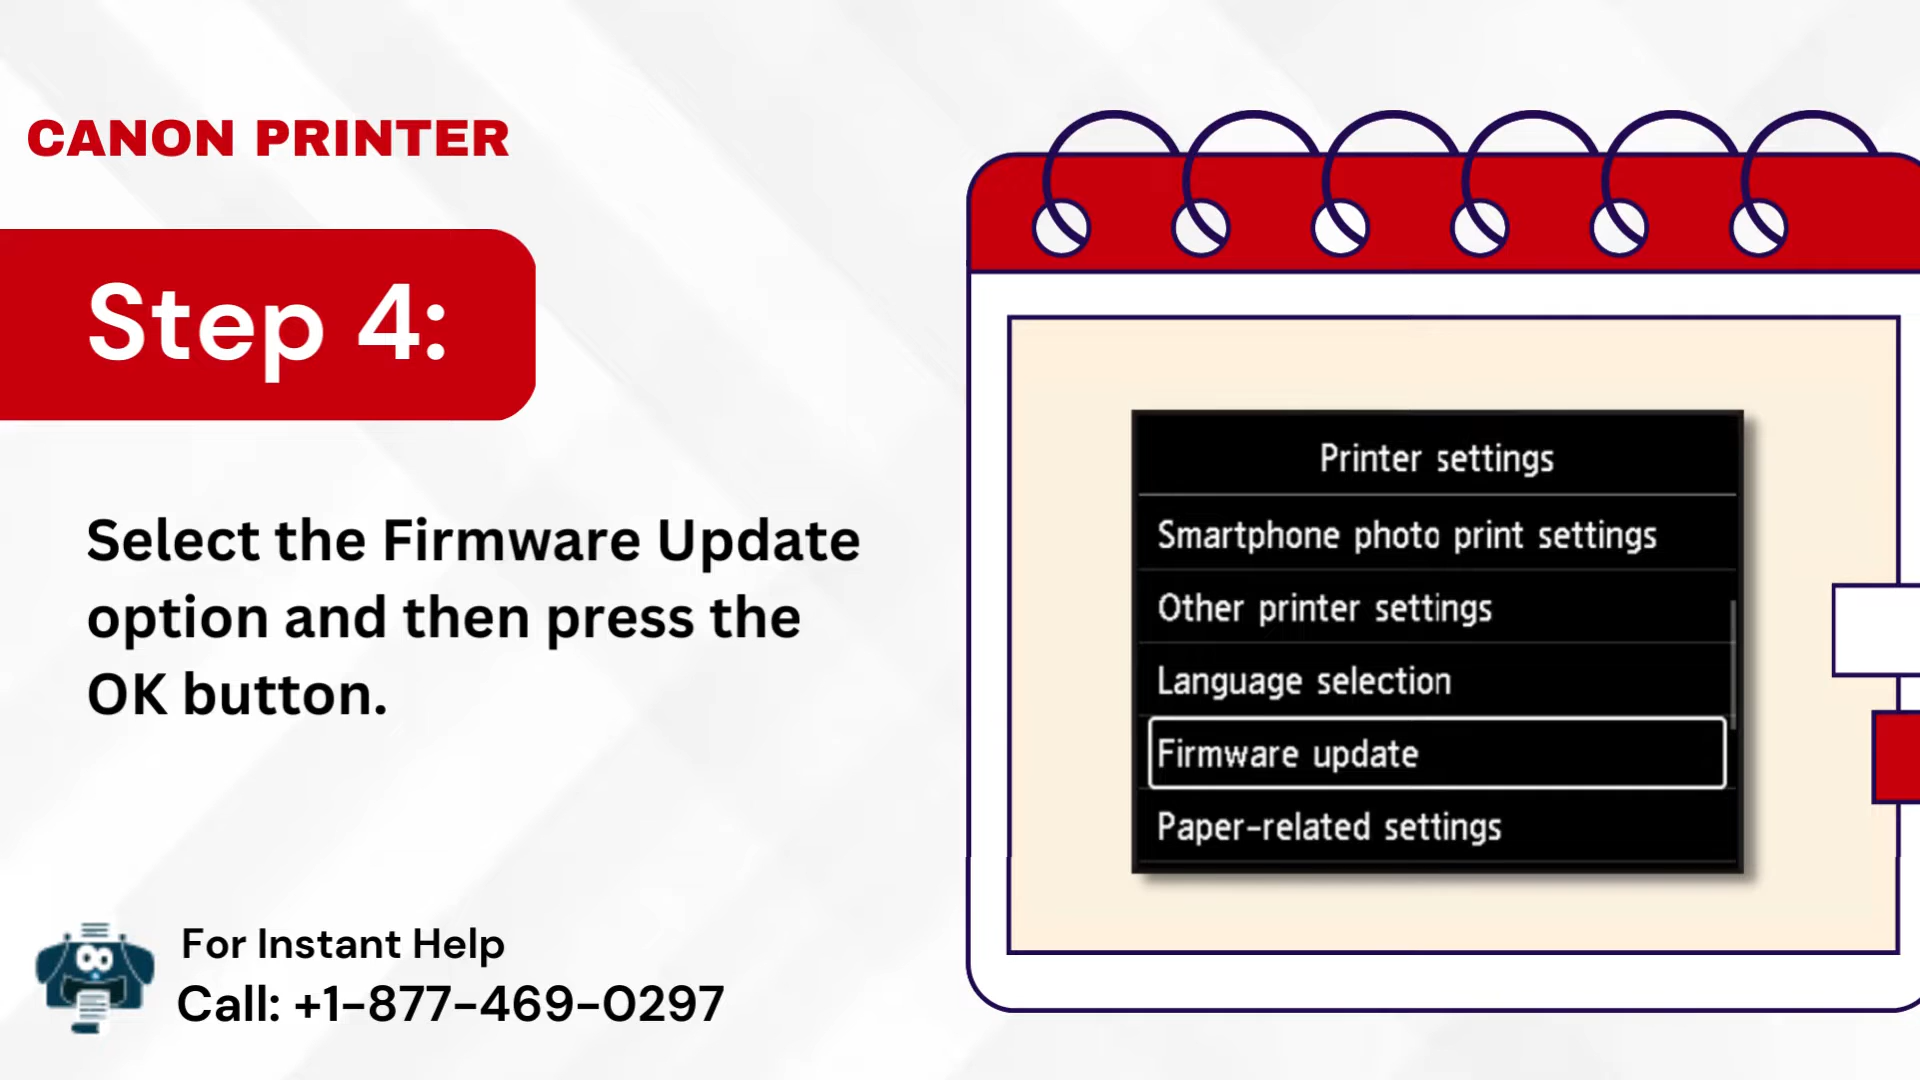 CANON PRINTER
Step 4:
Select the Firmware Update
option and then press the
OK button.
For Instant Help
Call: +1-877-469-0297
Printer settings
Smartphone photo print settings
Other printer settings
Language selection
Firmware update
Paper-related settings